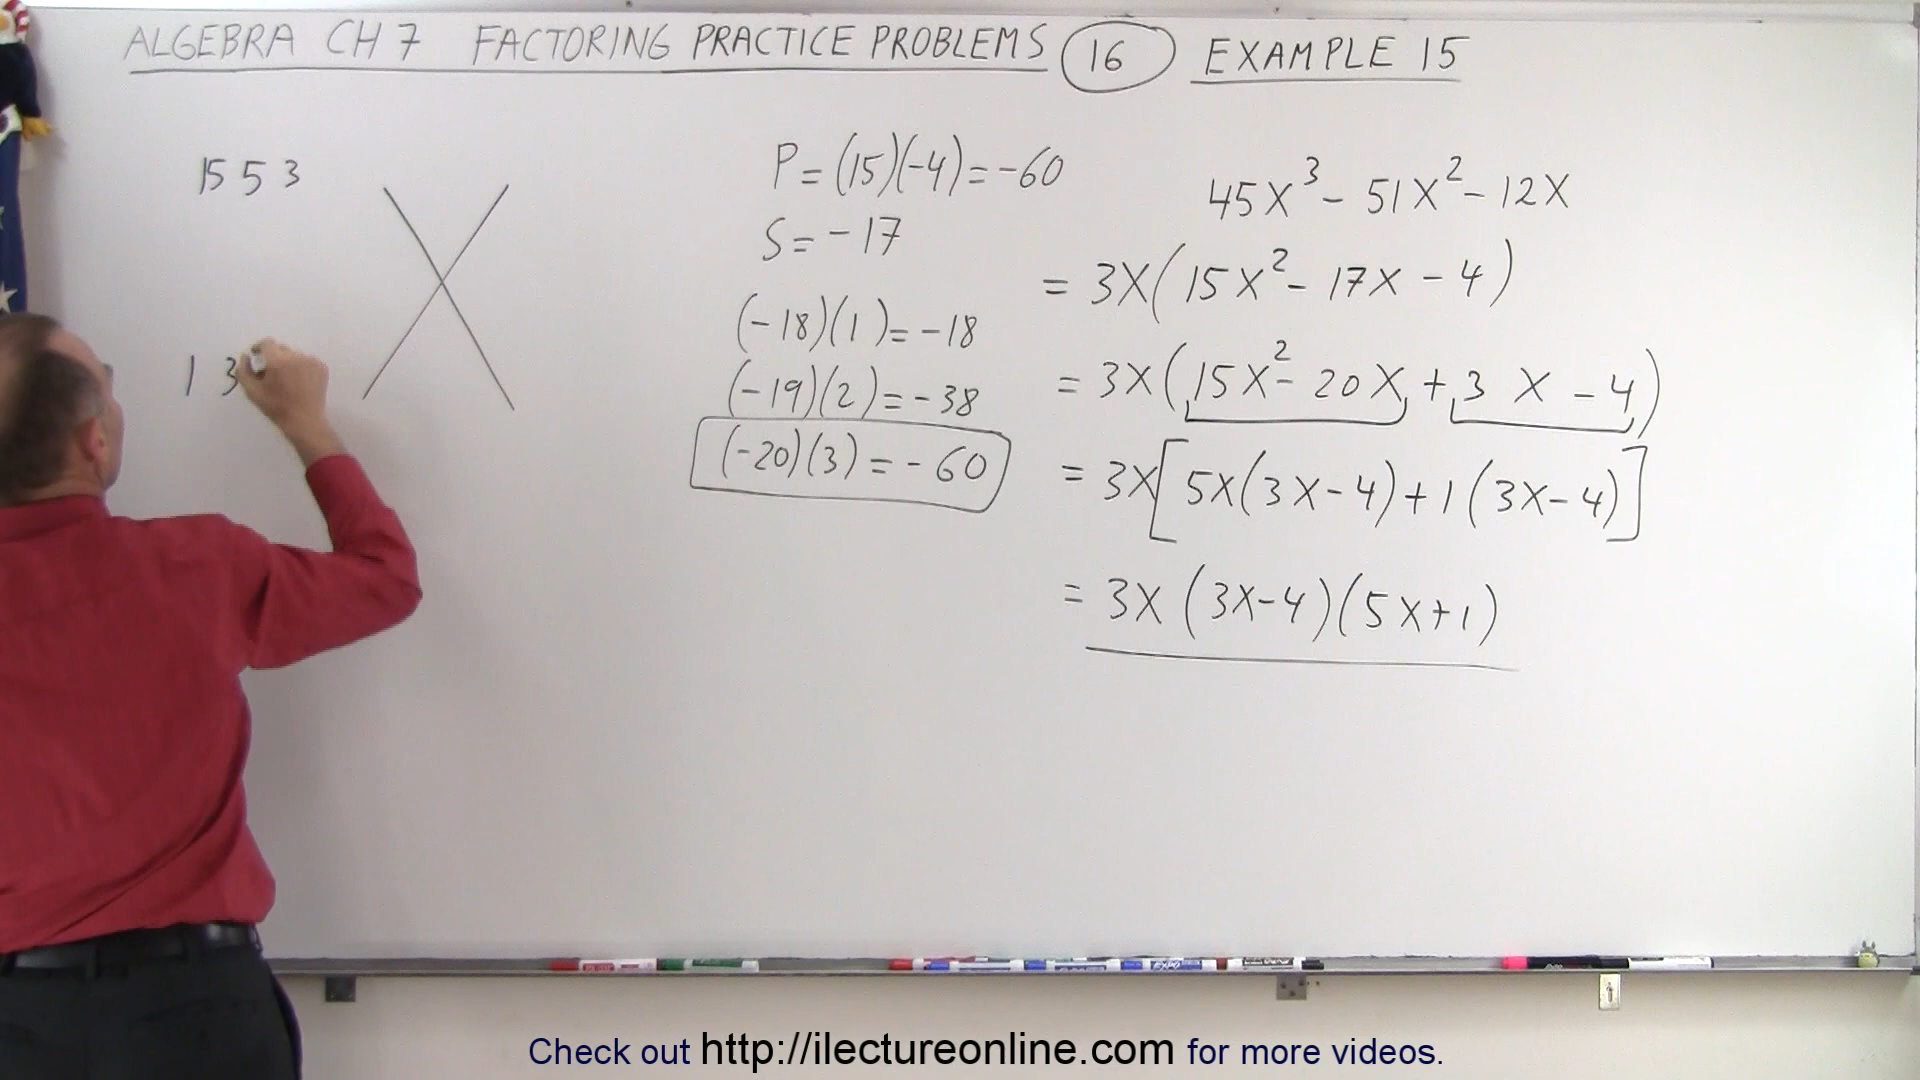 ALGEBRA CH 7 FACTORING PRACTICE PROBLEMS 16 EXAMPLE 15
15 5 3
1 3
P = (15)(-4) = -60
S = -17
(-18)(1) = -18
(-19)(2) = -38
(-20)(3) = -60
45X³ - 51X² - 12X
= 3X(15X² - 17X - 4)
= 3X(15X² - 20X + 3 X - 4)
= 3X[5X(3X-4)+1(3X-4)]
= 3X(3X-4)(5X+1)
EXPO
Check out http://ilectureonline.com for more videos.